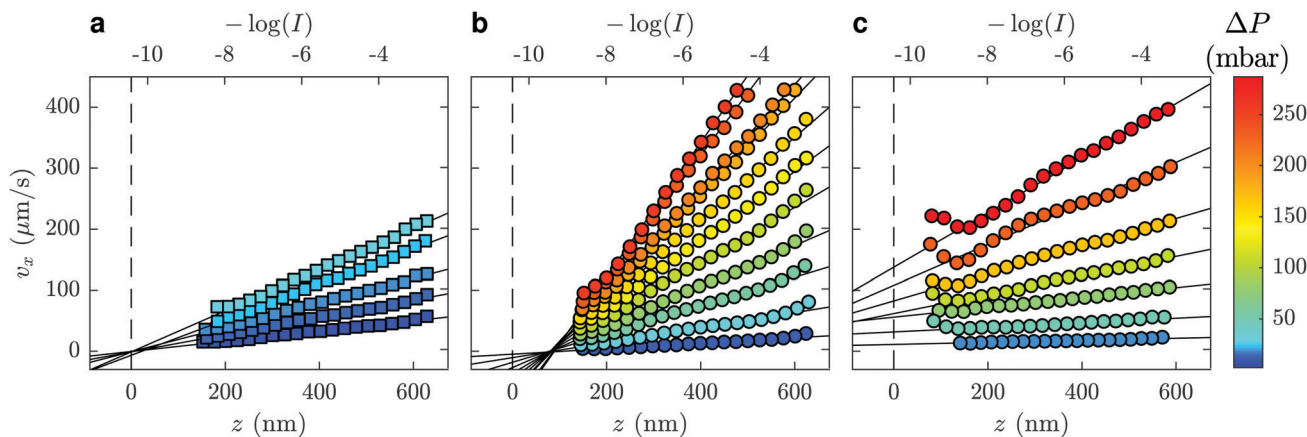 a
− log(I)
-10 -8 -6 -4
b
− log(I)
-10 -8 -6 -4
c
− log(I)
-10 -8 -6 -4
ΔP
(mbar)
400
300
200
100
0
v_x (μm/s)
0 200 400 600
z (nm)
0 200 400 600
z (nm)
0 200 400 600
z (nm)
250
200
150
100
50